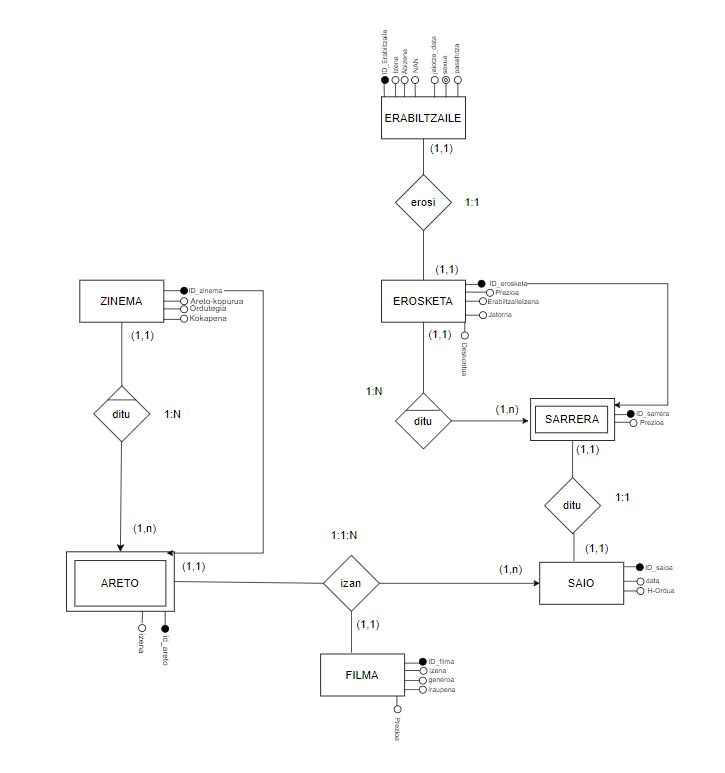 ID_Erabiltzaile
Izena
Abizena
NAN
jaiotze_data
sexua
pasahitza
ERABILTZAILE
(1,1)
erosi
1:1
(1,1)
EROSKETA
ID_erosketa
Prezioa
ErabiltzaileIzena
Jatorria
Deskontua
(1,1)
ZINEMA
ID_zinema
Areto-kopurua
Ordutegia
Kokapena
(1,1)
ditu
1:N
1:N
ditu
(1,n)
SARRERA
ID_sarrera
Prezioa
(1,1)
ditu
1:1
(1,1)
(1,n)
ARETO
(1,1)
izena
id_areto
1:1:N
izan
(1,n)
SAIO
ID_saioa
data
H-Ordua
(1,1)
FILMA
ID_filma
izena
generoa
iraupena
Prezioa